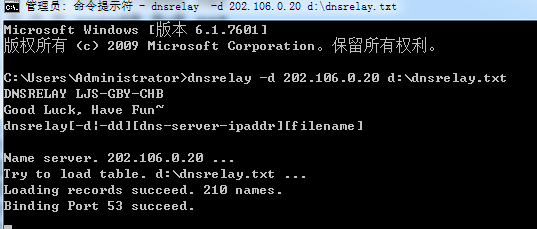 管理员: 命令提示符 - dnsrelay  -d 202.106.0.20 d:\dnsrelay.txt
Microsoft Windows [版本 6.1.7601]
版权所有 (c) 2009 Microsoft Corporation。保留所有权利。
C:\Users\Administrator>dnsrelay -d 202.106.0.20 d:\dnsrelay.txt
DNSRELAY LJS-GBY-CHB
Good Luck, Have Fun~
dnsrelay[-d¦-dd][dns-server-ipaddr][filename]
Name server. 202.106.0.20 ...
Try to load table. d:\dnsrelay.txt ...
Loading records succeed. 210 names.
Binding Port 53 succeed.